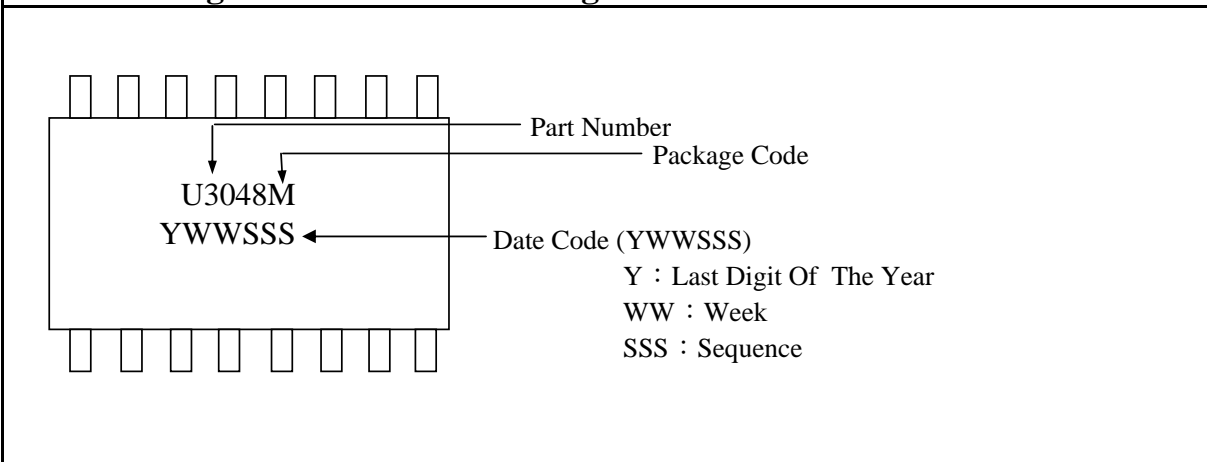 Part Number
Package Code
U3048M
YWWSSS
Date Code (YWWSSS)
Y：Last Digit Of The Year
WW：Week
SSS：Sequence